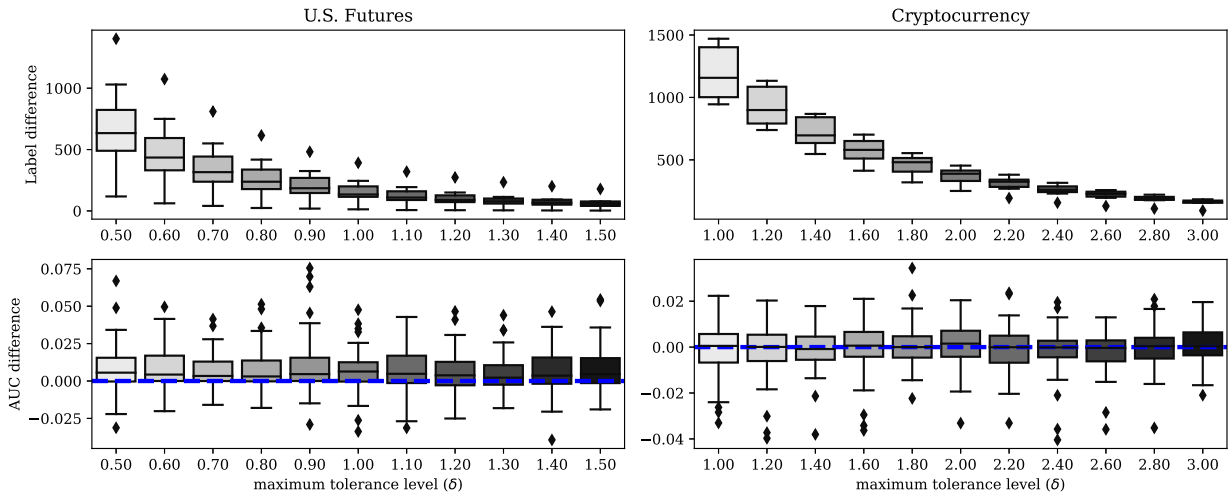 U.S. Futures
Cryptocurrency
Label difference
1000
500
0
0.50 0.60 0.70 0.80 0.90 1.00 1.10 1.20 1.30 1.40 1.50
1500
1000
500
1.00 1.20 1.40 1.60 1.80 2.00 2.20 2.40 2.60 2.80 3.00
AUC difference
0.075
0.050
0.025
0.000
−0.025
0.50 0.60 0.70 0.80 0.90 1.00 1.10 1.20 1.30 1.40 1.50
maximum tolerance level (δ)
0.02
0.00
−0.02
−0.04
1.00 1.20 1.40 1.60 1.80 2.00 2.20 2.40 2.60 2.80 3.00
maximum tolerance level (δ)